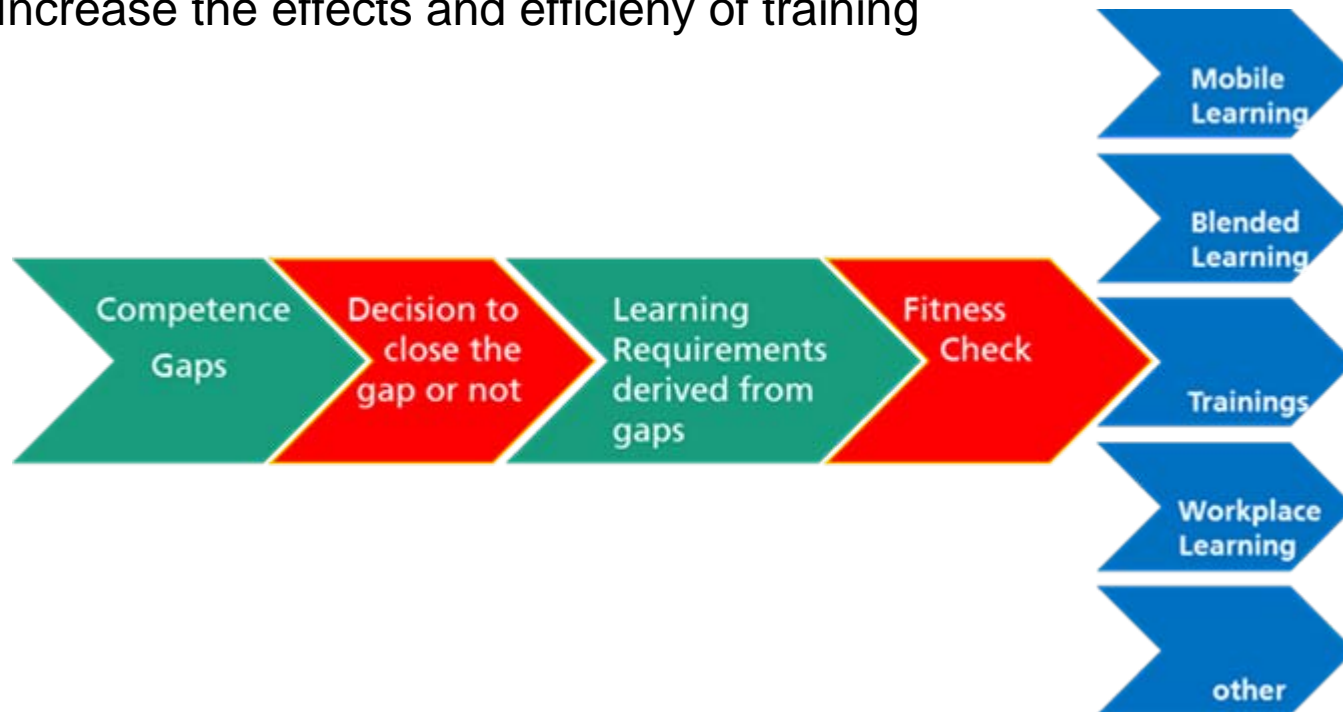 Increase the effects and efficieny of training
Mobile
Learning
Blended
Learning
Competence
Gaps
Decision to
close the
gap or not
Learning
Requirements
derived from
gaps
Fitness
Check
Trainings
Workplace
Learning
other